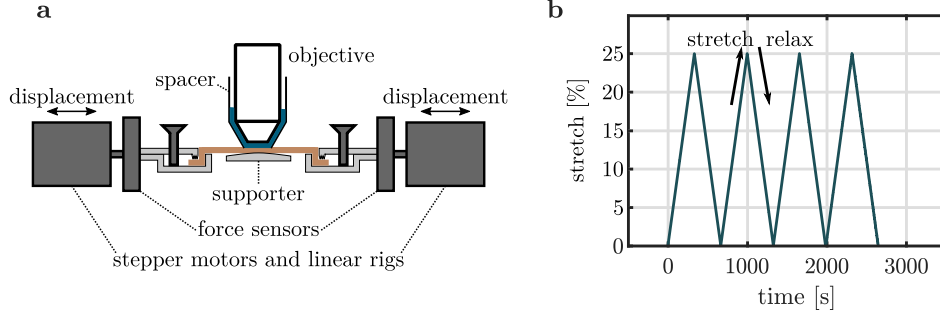 a
objective
spacer
displacement
displacement
supporter
force sensors
stepper motors and linear rigs
b
stretch relax
stretch [%]
25
20
15
10
5
0
0 1000 2000 3000
time [s]